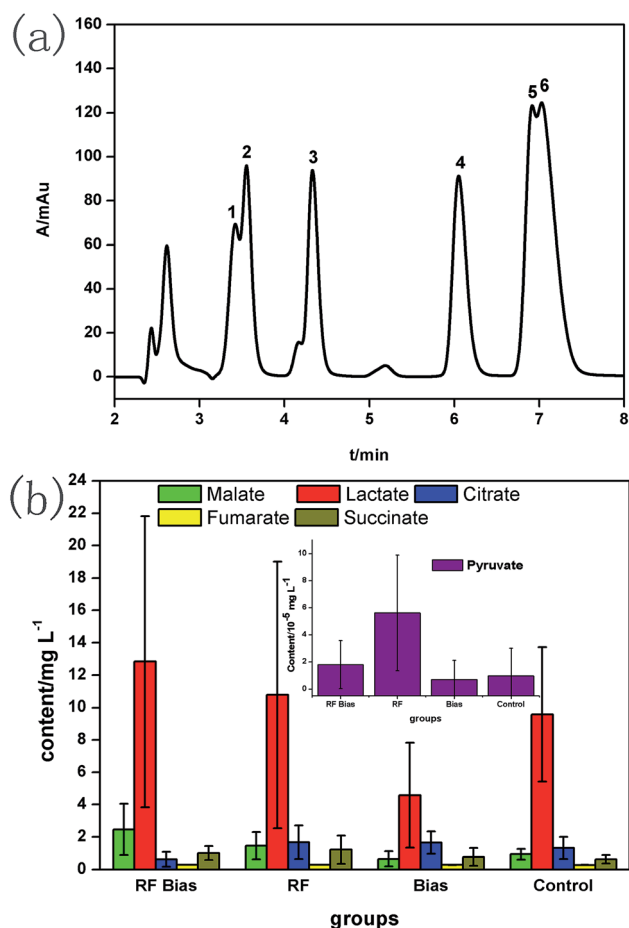 (a)
160
140
120
100
80
60
40
20
0
A/mAu
1
2
3
4
5 6
2 3 4 5 6 7 8
t/min
(b)
24
22
20
18
16
14
12
10
8
6
4
2
0
content/mg L-1
Malate Lactate Citrate
Fumarate Succinate
Pyruvate
10
8
6
4
2
0
Content/10-5 mg L-1
RF Bias RF Bias Control
groups
RF Bias RF Bias Control
groups